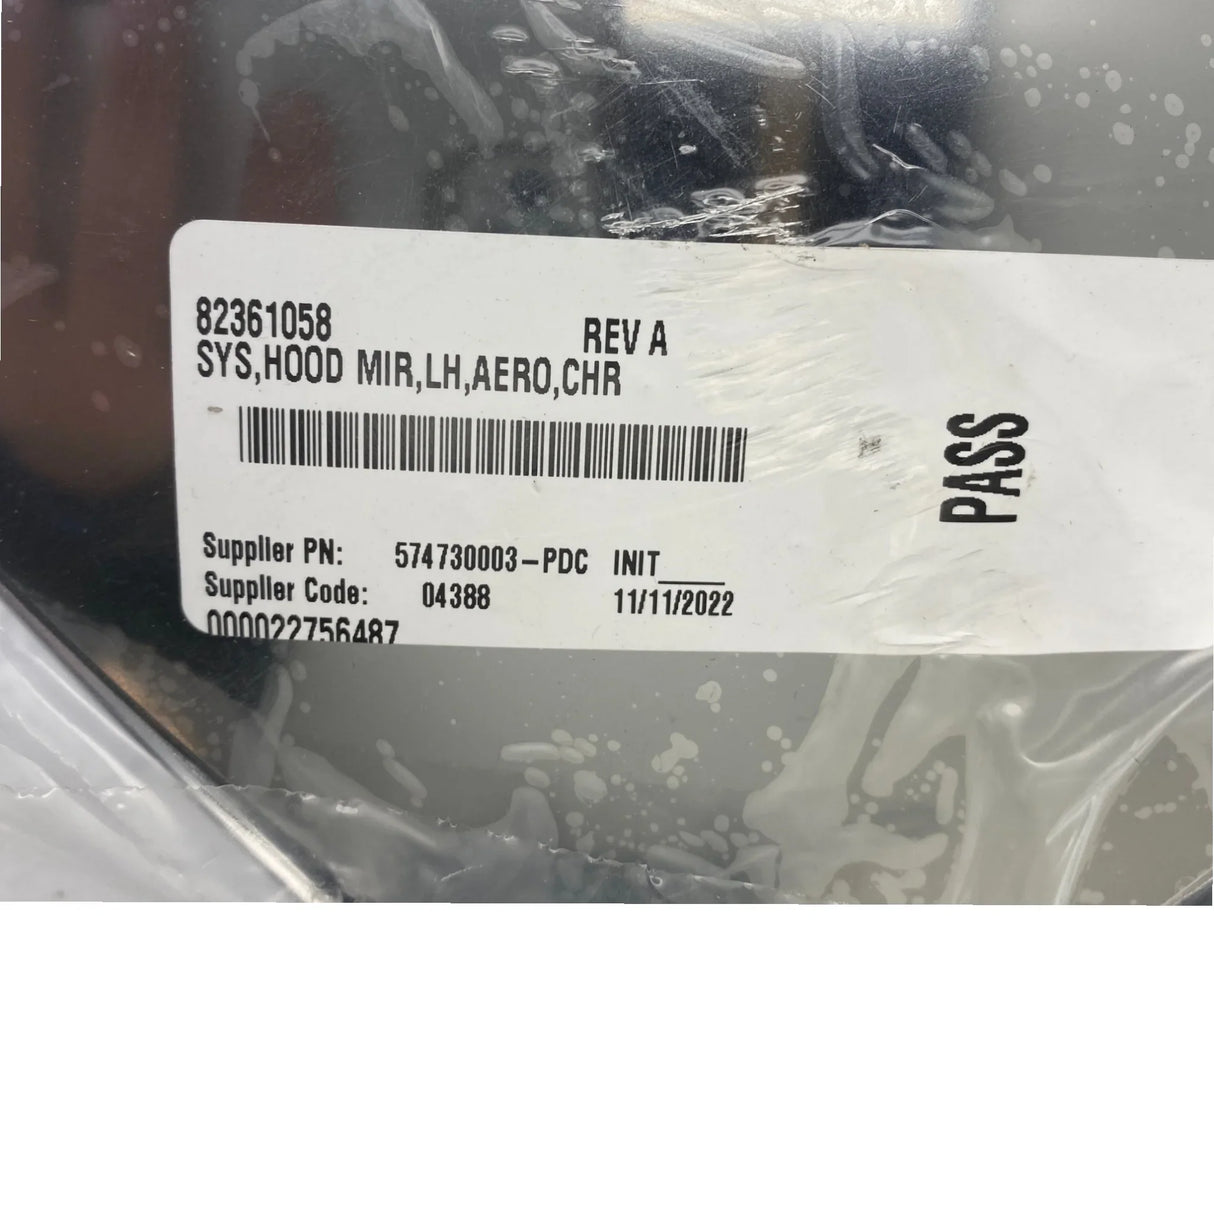 82361058
REV A
SYS,HOOD MIR,LH,AERO,CHR
PASS
Supplier PN: 574730003-PDC INIT____
Supplier Code: 04388 11/11/2022
000022756487